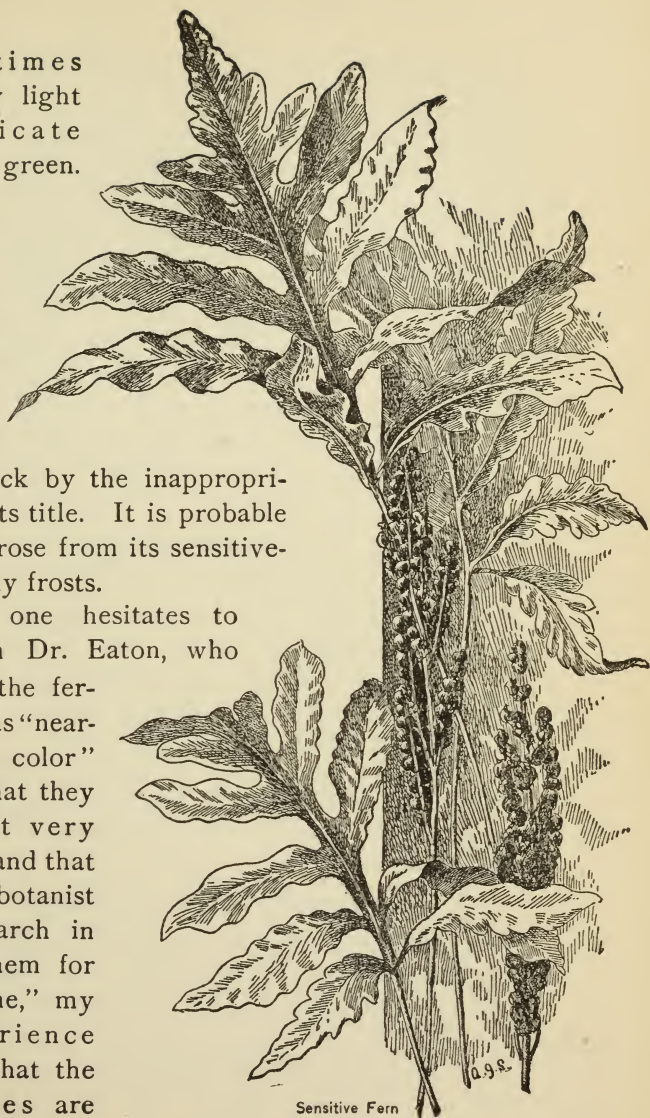 times
light
icate
green.
ck by the inappropri-
ts title. It is probable
rose from its sensitive-
y frosts.
one hesitates to
Dr. Eaton, who
the fer-
as "near-
color"
hat they
t very
and that
botanist
arch in
hem for
ne," my
rience
hat the
es are
a.g.s.
Sensitive Fern